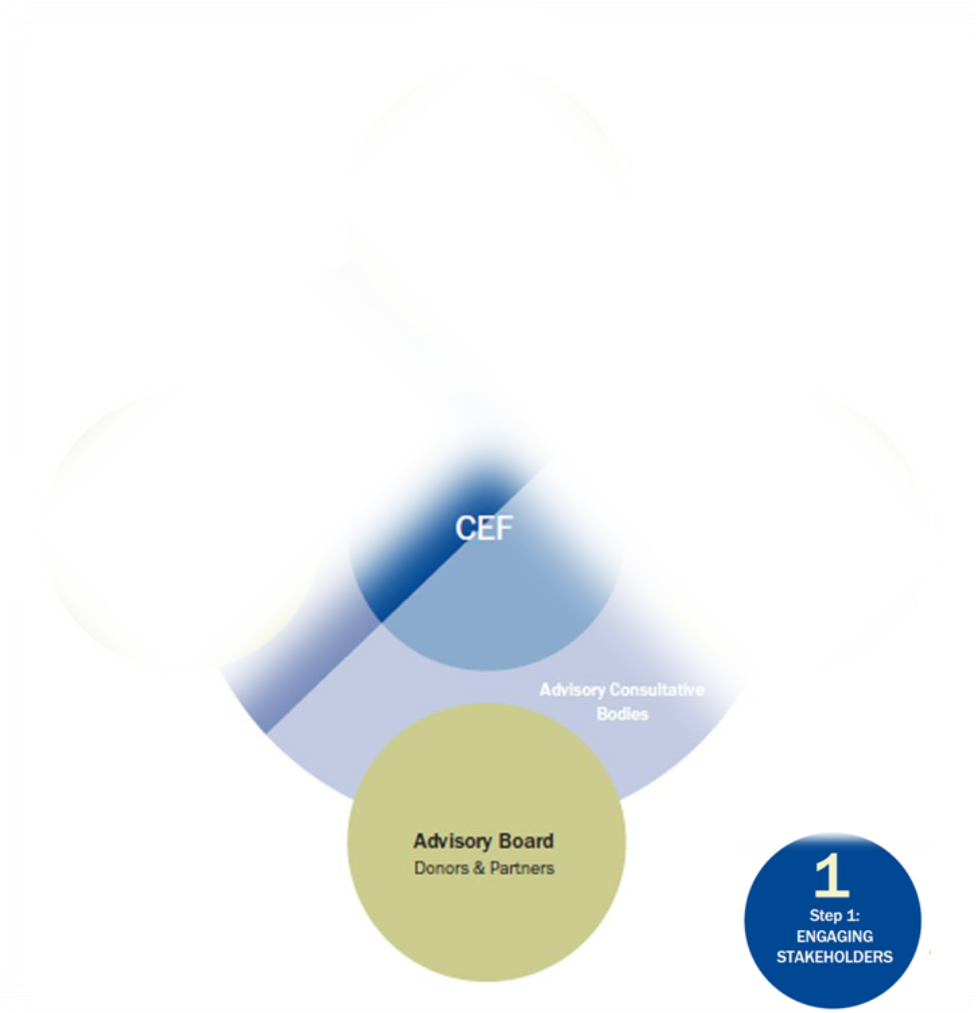 CEF
Advisory Consultative
Bodies
Advisory Board
Donors & Partners
1
Step 1:
ENGAGING
STAKEHOLDERS